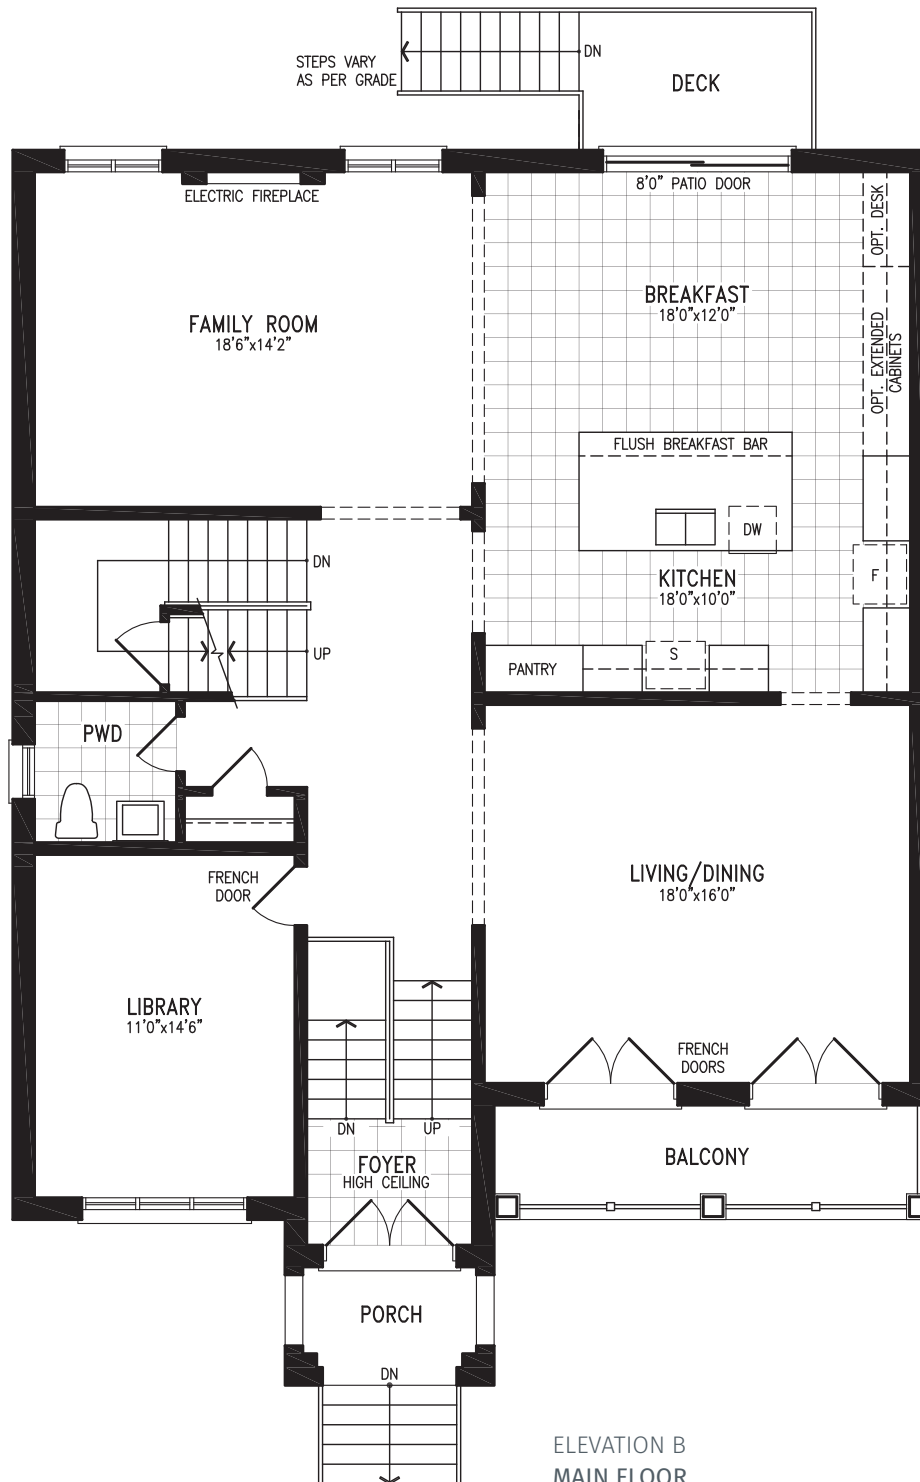 STEPS VARY
AS PER GRADE
DN
DECK
ELECTRIC FIREPLACE
8'0" PATIO DOOR
OPT. DESK
FAMILY ROOM
18'6"x14'2"
BREAKFAST
18'0"x12'0"
OPT. EXTENDED
CABINETS
FLUSH BREAKFAST BAR
DW
DN
KITCHEN
18'0"x10'0"
F
UP
PANTRY
S
PWD
FRENCH
DOOR
LIVING/DINING
18'0"x16'0"
LIBRARY
11'0"x14'6"
FRENCH
DOORS
DN
UP
FOYER
HIGH CEILING
BALCONY
PORCH
DN
ELEVATION B
MAIN FLOOR